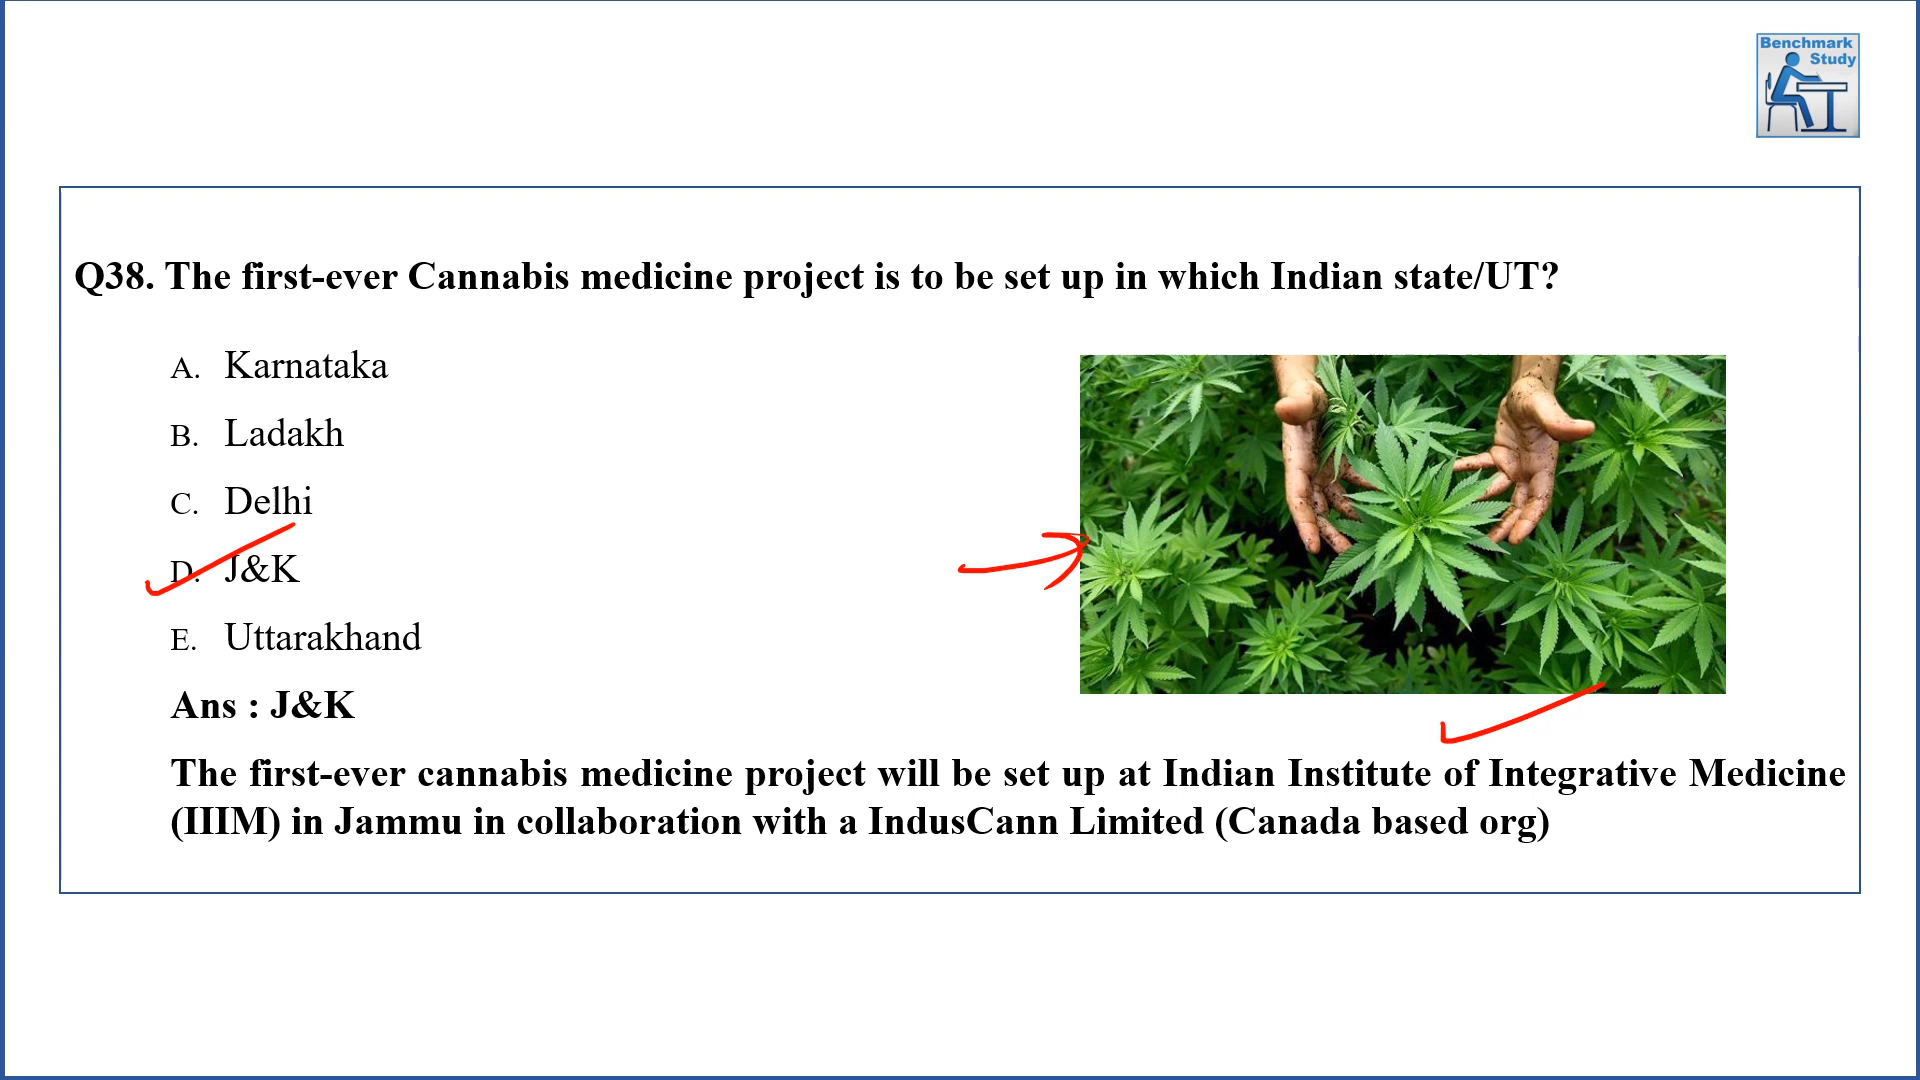 Benchmark
Study
Q38. The first-ever Cannabis medicine project is to be set up in which Indian state/UT?
A. Karnataka
B. Ladakh
C. Delhi
D. J&K
E. Uttarakhand
Ans : J&K
The first-ever cannabis medicine project will be set up at Indian Institute of Integrative Medicine
(IIIM) in Jammu in collaboration with a IndusCann Limited (Canada based org)